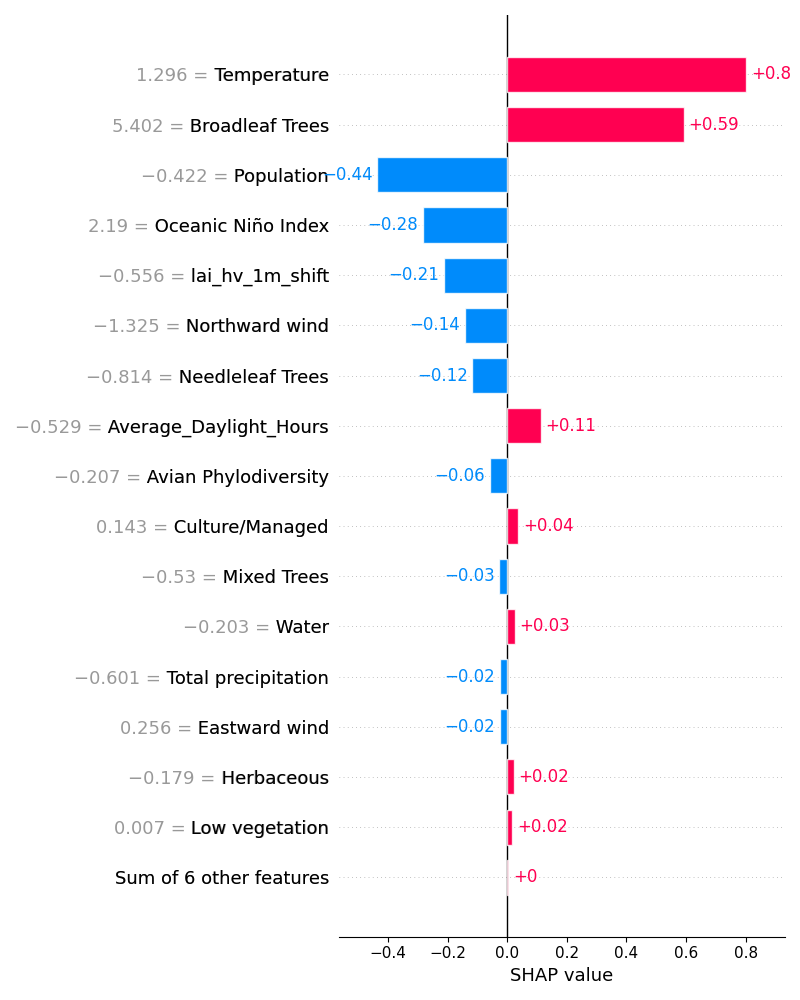 1.296 = Temperature +0.8
5.402 = Broadleaf Trees +0.59
−0.422 = Population −0.44
2.19 = Oceanic Niño Index −0.28
−0.556 = lai_hv_1m_shift −0.21
−1.325 = Northward wind −0.14
−0.814 = Needleleaf Trees −0.12
−0.529 = Average_Daylight_Hours +0.11
−0.207 = Avian Phylodiversity −0.06
0.143 = Culture/Managed +0.04
−0.53 = Mixed Trees −0.03
−0.203 = Water +0.03
−0.601 = Total precipitation −0.02
0.256 = Eastward wind −0.02
−0.179 = Herbaceous +0.02
0.007 = Low vegetation +0.02
Sum of 6 other features +0
−0.4 −0.2 0.0 0.2 0.4 0.6 0.8
SHAP value